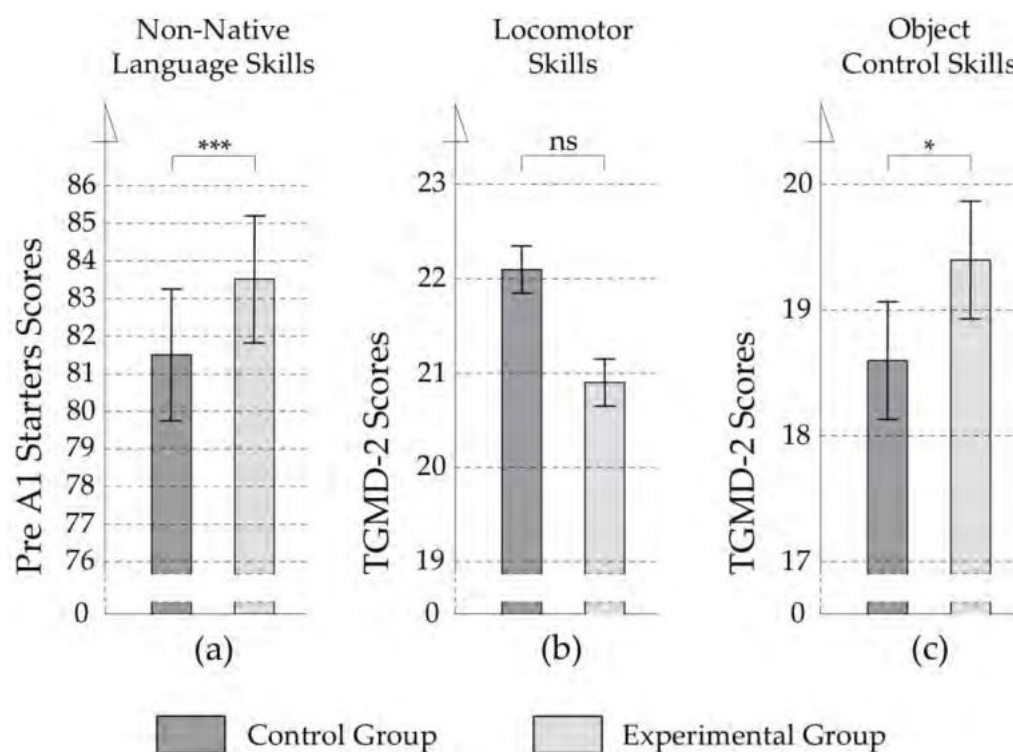 Non-Native
Language Skills
Locomotor
Skills
Object
Control Skills
Pre A1 Starters Scores
***
86
85
84
83
82
81
80
79
78
77
76
0
(a)
TGMD-2 Scores
ns
23
22
21
20
19
0
(b)
TGMD-2 Scores
*
20
19
18
17
0
(c)
Control Group
Experimental Group